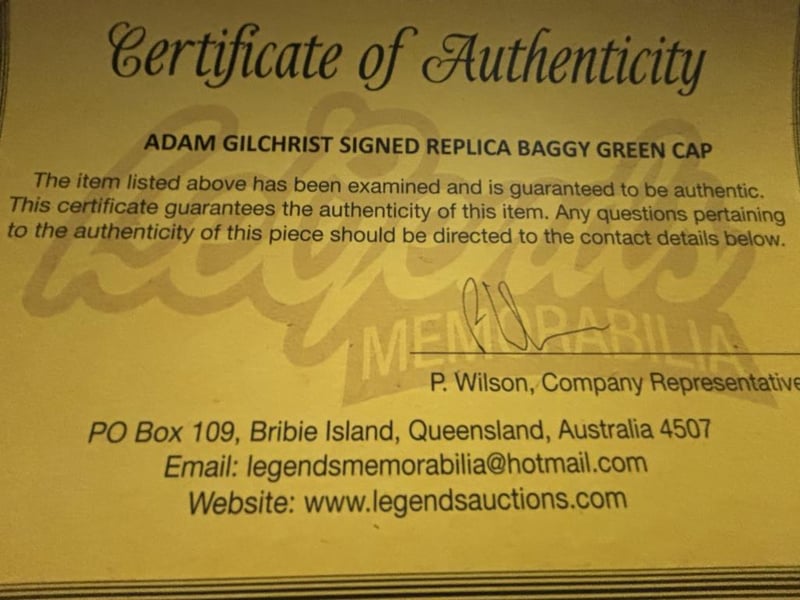 Certificate of Authenticity
ADAM GILCHRIST SIGNED REPLICA BAGGY GREEN CAP
The item listed above has been examined and is guaranteed to be authentic.
This certificate guarantees the authenticity of this item. Any questions pertaining
to the authenticity of this piece should be directed to the contact details below.
Legends
MEMORABILIA
P. Wilson, Company Representative
PO Box 109, Bribie Island, Queensland, Australia 4507
Email: legendsmemorabilia@hotmail.com
Website: www.legendsauctions.com